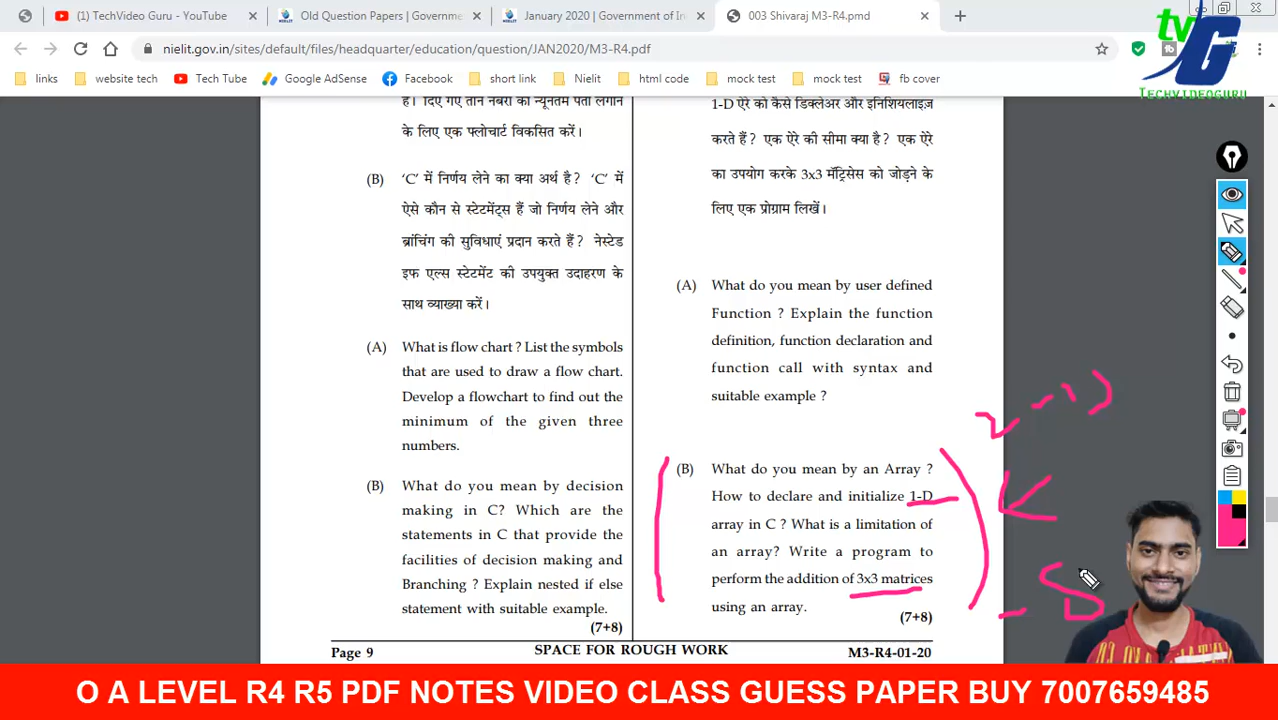 TechVideo Guru - YouTube
Old Question Papers | Governme
January 2020 | Government of In
003 Shivaraj M3-R4.pmd
nielit.gov.in/sites/default/files/headquarter/education/question/JAN2020/M3-R4.pdf
tv
G
TECHVIDEOGURU
links
website tech
Tech Tube
Google AdSense
Facebook
short link
Nielit
html code
mock test
mock test
fb cover
है। दिए गए तीन नंबरों का न्यूनतम पता लगाने
के लिए एक फ्लोचार्ट विकसित करें।
(B) 'C' में निर्णय लेने का क्या अर्थ है? 'C' में
ऐसे कौन से स्टेटमेंट्स हैं जो निर्णय लेने और
ब्रांचिंग की सुविधाएं प्रदान करते हैं? नेस्टेड
इफ एल्स स्टेटमेंट की उपयुक्त उदाहरण के
साथ व्याख्या करें।
(A) What is flow chart ? List the symbols
that are used to draw a flow chart.
Develop a flowchart to find out the
minimum of the given three
numbers.
(B) What do you mean by decision
making in C? Which are the
statements in C that provide the
facilities of decision making and
Branching ? Explain nested if else
statement with suitable example.
(7+8)
1-D ऐरे को कैसे डिक्लेअर और इनिशियलाइज़
करते हैं? एक ऐरे की सीमा क्या है? एक ऐरे
का उपयोग करके 3x3 मॅट्रिसेस को जोड़ने के
लिए एक प्रोग्राम लिखें।
(A) What do you mean by user defined
Function ? Explain the function
definition, function declaration and
function call with syntax and
suitable example ?
(B) What do you mean by an Array ?
How to declare and initialize 1-D
array in C ? What is a limitation of
an array? Write a program to
perform the addition of 3x3 matrices
using an array.
(7+8)
Page 9 SPACE FOR ROUGH WORK M3-R4-01-20
O A LEVEL R4 R5 PDF NOTES VIDEO CLASS GUESS PAPER BUY 7007659485